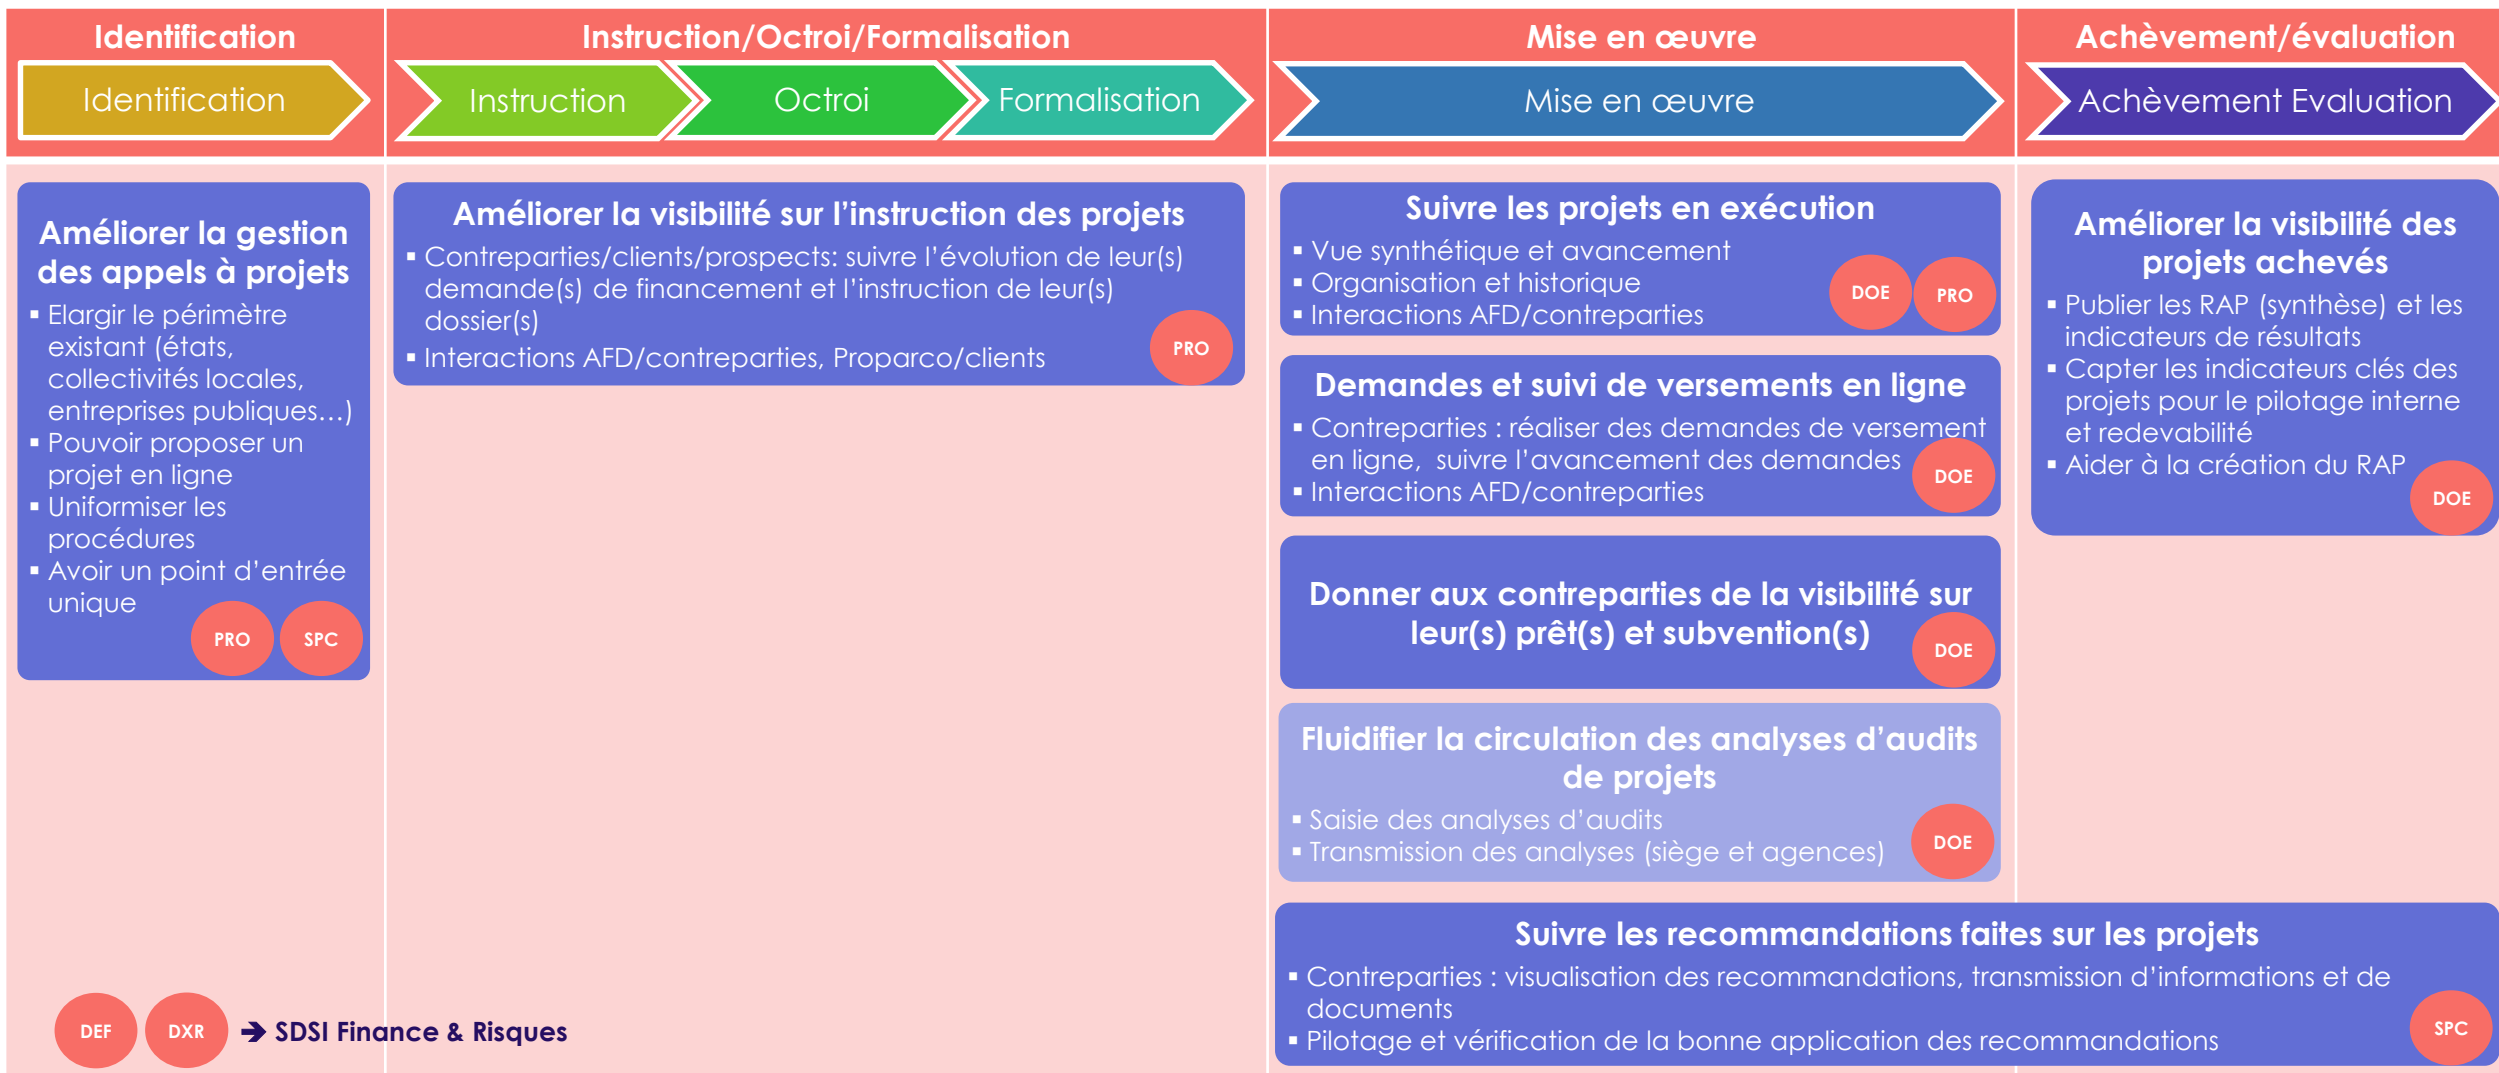 Identification
Instruction/Octroi/Formalisation
Mise en œuvre
Achèvement/évaluation
Identification
Instruction
Octroi
Formalisation
Mise en œuvre
Achèvement Evaluation
Améliorer la gestion
des appels à projets
▪ Elargir le périmètre
existant (états,
collectivités locales,
entreprises publiques…)
▪ Pouvoir proposer un
projet en ligne
▪ Uniformiser les
procédures
▪ Avoir un point d’entrée
unique
PRO
SPC
Améliorer la visibilité sur l’instruction des projets
▪ Contreparties/clients/prospects: suivre l’évolution de leur(s)
demande(s) de financement et l’instruction de leur(s)
dossier(s)
▪ Interactions AFD/contreparties, Proparco/clients
PRO
Suivre les projets en exécution
▪ Vue synthétique et avancement
▪ Organisation et historique
▪ Interactions AFD/contreparties
DOE
PRO
Demandes et suivi de versements en ligne
▪ Contreparties : réaliser des demandes de versement
en ligne, suivre l’avancement des demandes
▪ Interactions AFD/contreparties
DOE
Donner aux contreparties de la visibilité sur
leur(s) prêt(s) et subvention(s)
DOE
Fluidifier la circulation des analyses d’audits
de projets
▪ Saisie des analyses d’audits
▪ Transmission des analyses (siège et agences)
DOE
Améliorer la visibilité des
projets achevés
▪ Publier les RAP (synthèse) et les
indicateurs de résultats
▪ Capter les indicateurs clés des
projets pour le pilotage interne
et redevabilité
▪ Aider à la création du RAP
DOE
Suivre les recommandations faites sur les projets
▪ Contreparties : visualisation des recommandations, transmission d’informations et de
documents
▪ Pilotage et vérification de la bonne application des recommandations
SPC
DEF
DXR
➔ SDSI Finance & Risques